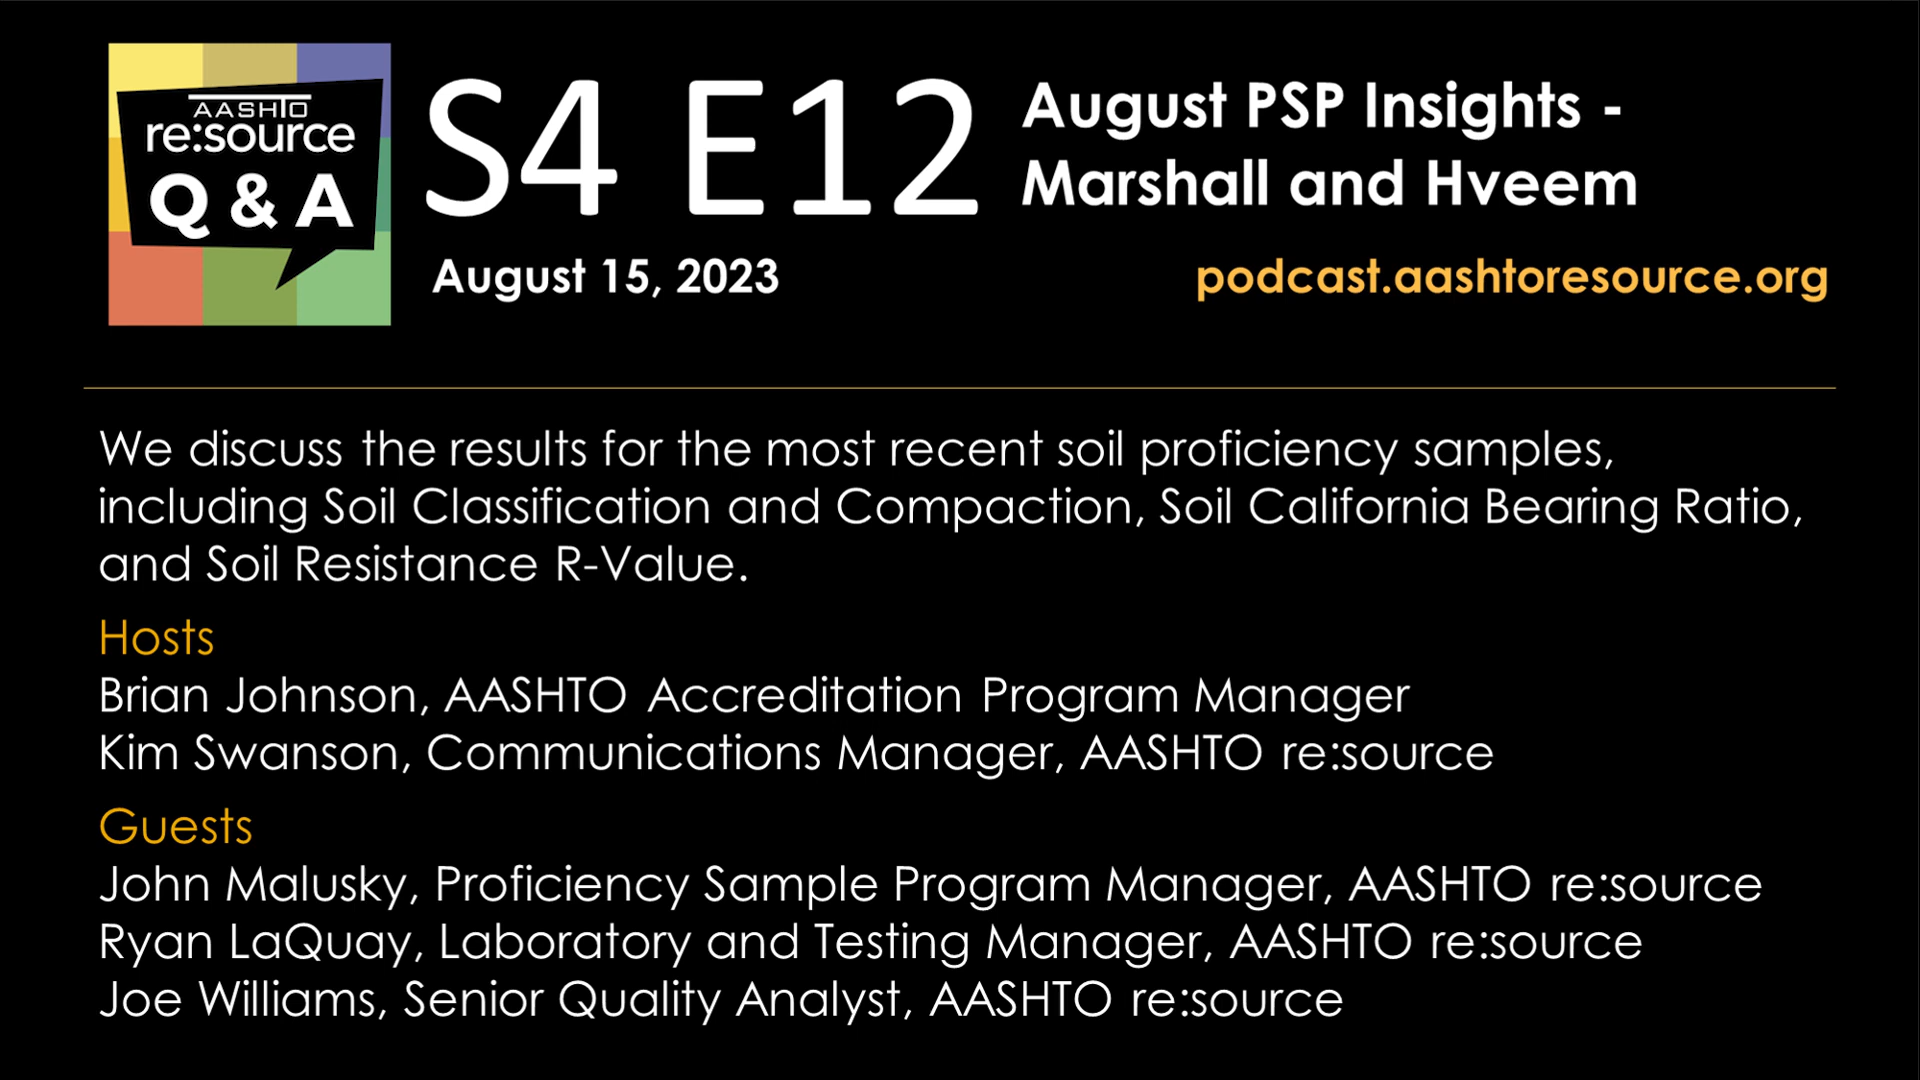 AASHTO
re:source
Q & A
S4 E12
August PSP Insights -
Marshall and Hveem
August 15, 2023
podcast.aashtoresource.org
We discuss the results for the most recent soil proficiency samples,
including Soil Classification and Compaction, Soil California Bearing Ratio,
and Soil Resistance R-Value.
Hosts
Brian Johnson, AASHTO Accreditation Program Manager
Kim Swanson, Communications Manager, AASHTO re:source
Guests
John Malusky, Proficiency Sample Program Manager, AASHTO re:source
Ryan LaQuay, Laboratory and Testing Manager, AASHTO re:source
Joe Williams, Senior Quality Analyst, AASHTO re:source